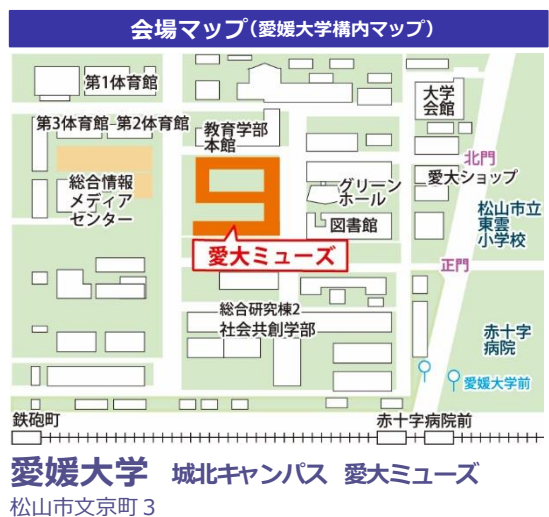 会場マップ(愛媛大学構内マップ)
第1体育館
大学
会館
第3体育館
第2体育館
教育学部
本館
北門
愛大ショップ
総合情報
メディア
センター
グリーン
ホール
図書館
松山市立
東雲
小学校
愛大ミューズ
正門
総合研究棟2
社会共創学部
赤十字
病院
愛媛大学前
鉄砲町
赤十字病院前
愛媛大学 城北キャンパス 愛大ミューズ
松山市文京町3